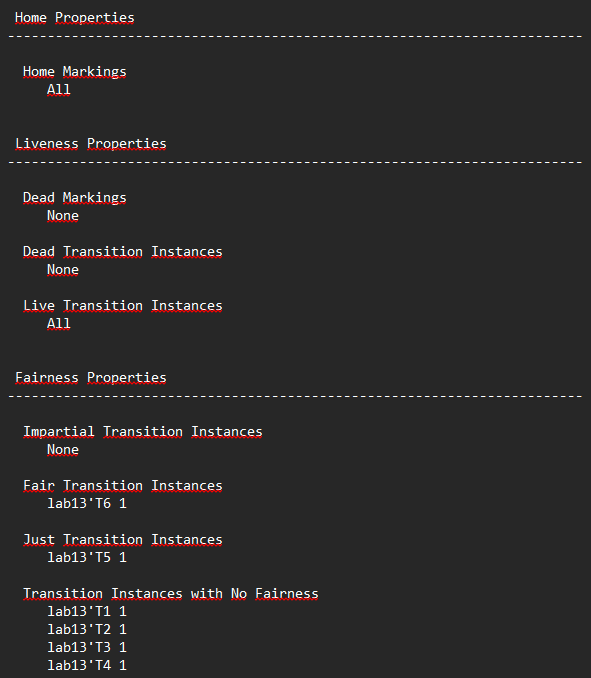 Home Properties
------------------------------------------------------------------------
Home Markings
All
Liveness Properties
------------------------------------------------------------------------
Dead Markings
None
Dead Transition Instances
None
Live Transition Instances
All
Fairness Properties
------------------------------------------------------------------------
Impartial Transition Instances
None
Fair Transition Instances
lab13'T6 1
Just Transition Instances
lab13'T5 1
Transition Instances with No Fairness
lab13'T1 1
lab13'T2 1
lab13'T3 1
lab13'T4 1